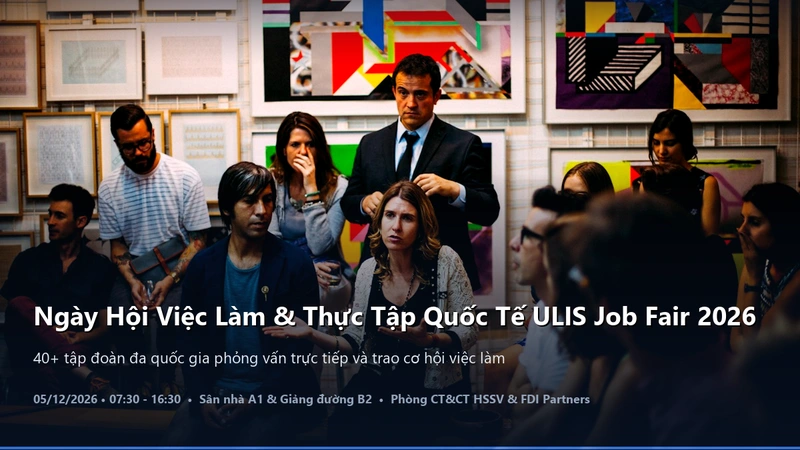 Ngày Hội Việc Làm & Thực Tập Quốc Tế ULIS Job Fair 2026
40+ tập đoàn đa quốc gia phỏng vấn trực tiếp và trao cơ hội việc làm
05/12/2026 • 07:30 - 16:30 • Sân nhà A1 & Giảng đường B2 • Phòng CT&CT HSSV & FDI Partners